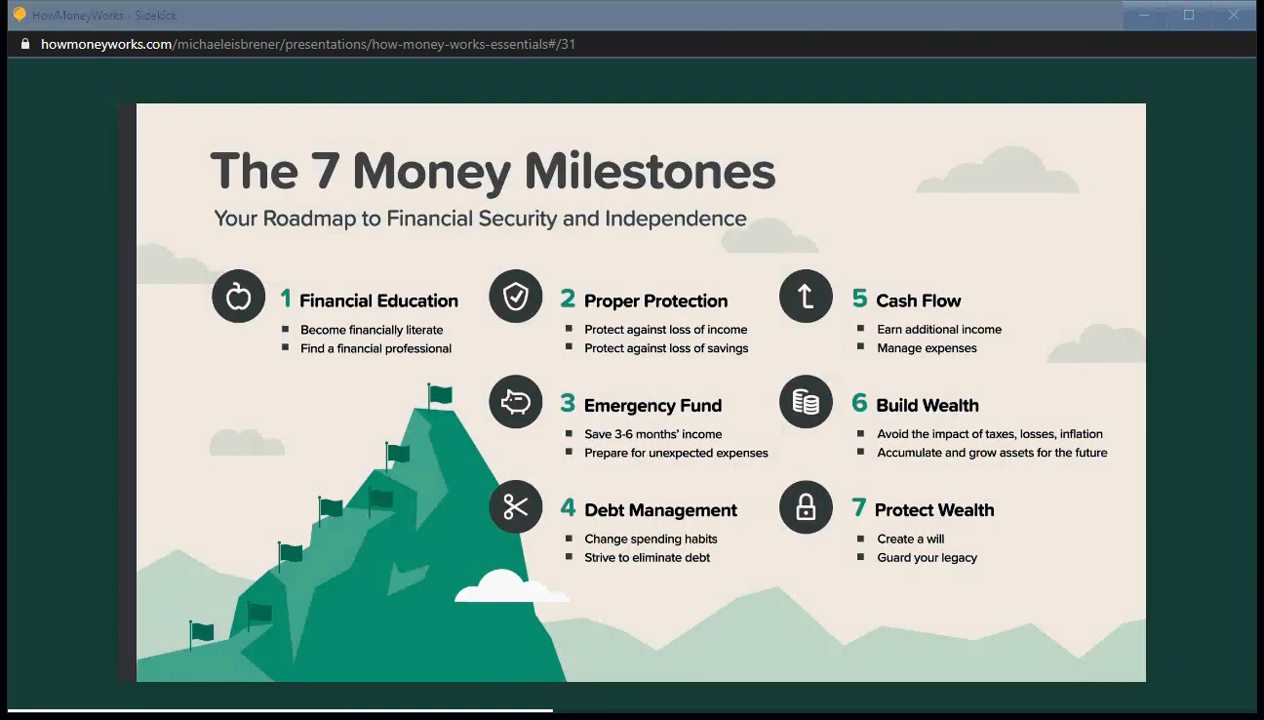 HowMoneyWorks - Sidekick
howmoneyworks.com/michaeleisbrener/presentations/how-money-works-essentials#/31
The 7 Money Milestones
Your Roadmap to Financial Security and Independence
1 Financial Education
Become financially literate
Find a financial professional
2 Proper Protection
Protect against loss of income
Protect against loss of savings
3 Emergency Fund
Save 3-6 months' income
Prepare for unexpected expenses
4 Debt Management
Change spending habits
Strive to eliminate debt
5 Cash Flow
Earn additional income
Manage expenses
6 Build Wealth
Avoid the impact of taxes, losses, inflation
Accumulate and grow assets for the future
7 Protect Wealth
Create a will
Guard your legacy